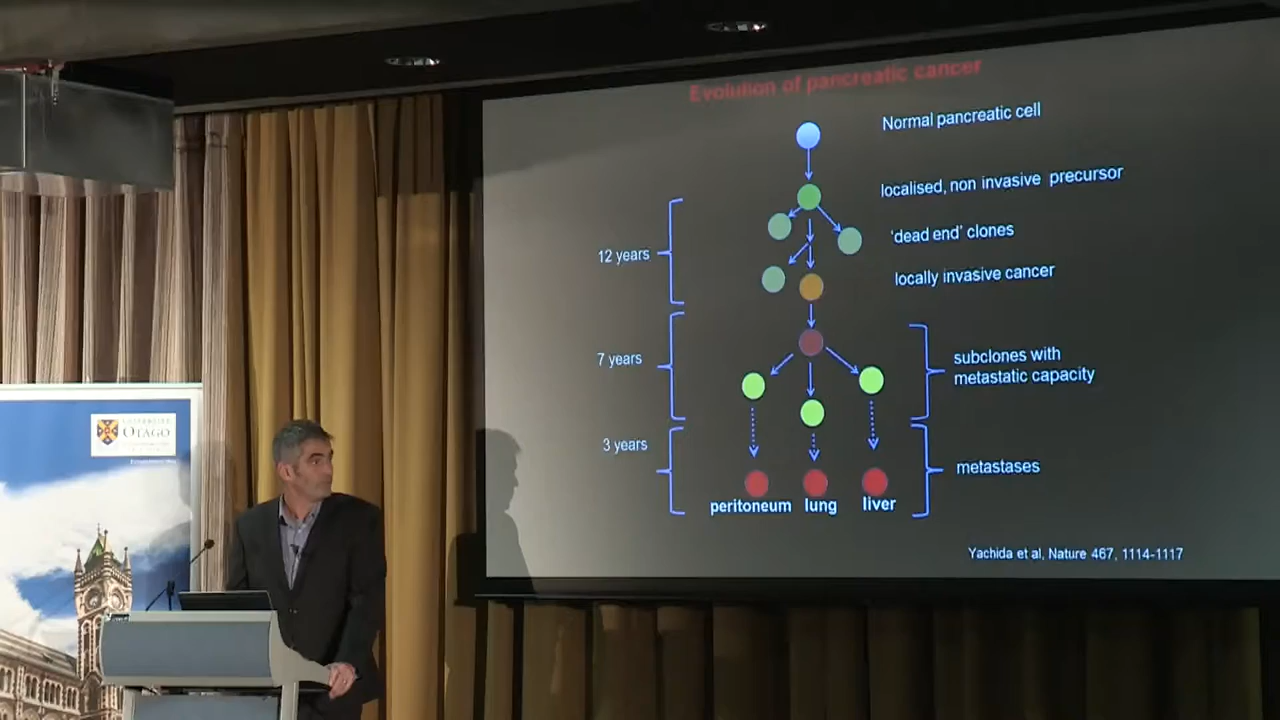 Evolution of pancreatic cancer
Normal pancreatic cell
localised, non invasive precursor
'dead end' clones
12 years
locally invasive cancer
7 years
subclones with
metastatic capacity
3 years
metastases
peritoneum lung liver
Yachida et al, Nature 467, 1114-1117
UNIVERSITY
OTAGO